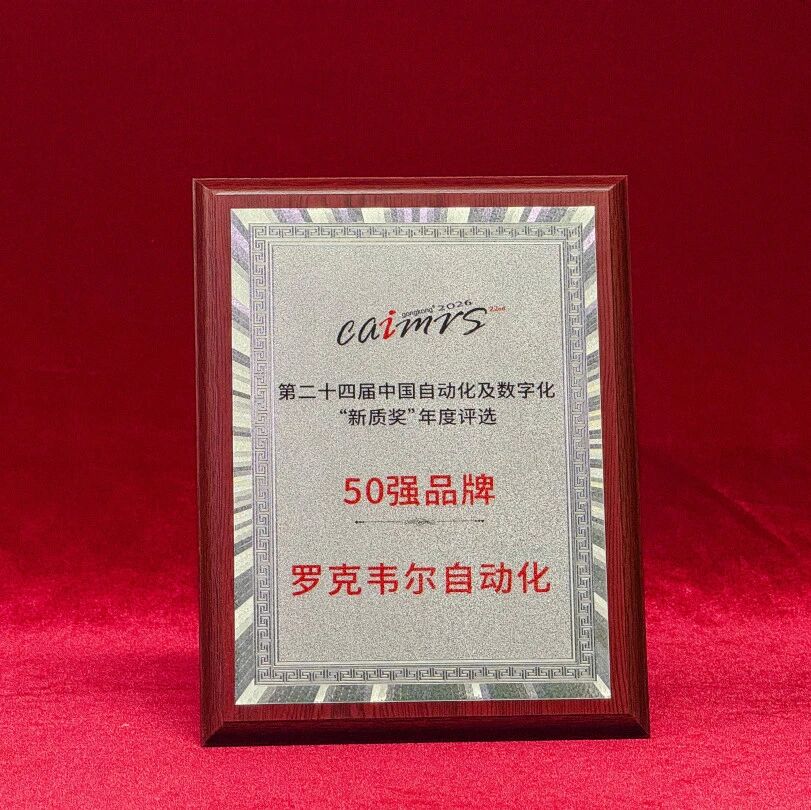 gongkong® 2026
caimrs
第二十四届中国自动化及数字化
“新质奖”年度评选
50强品牌
罗克韦尔自动化